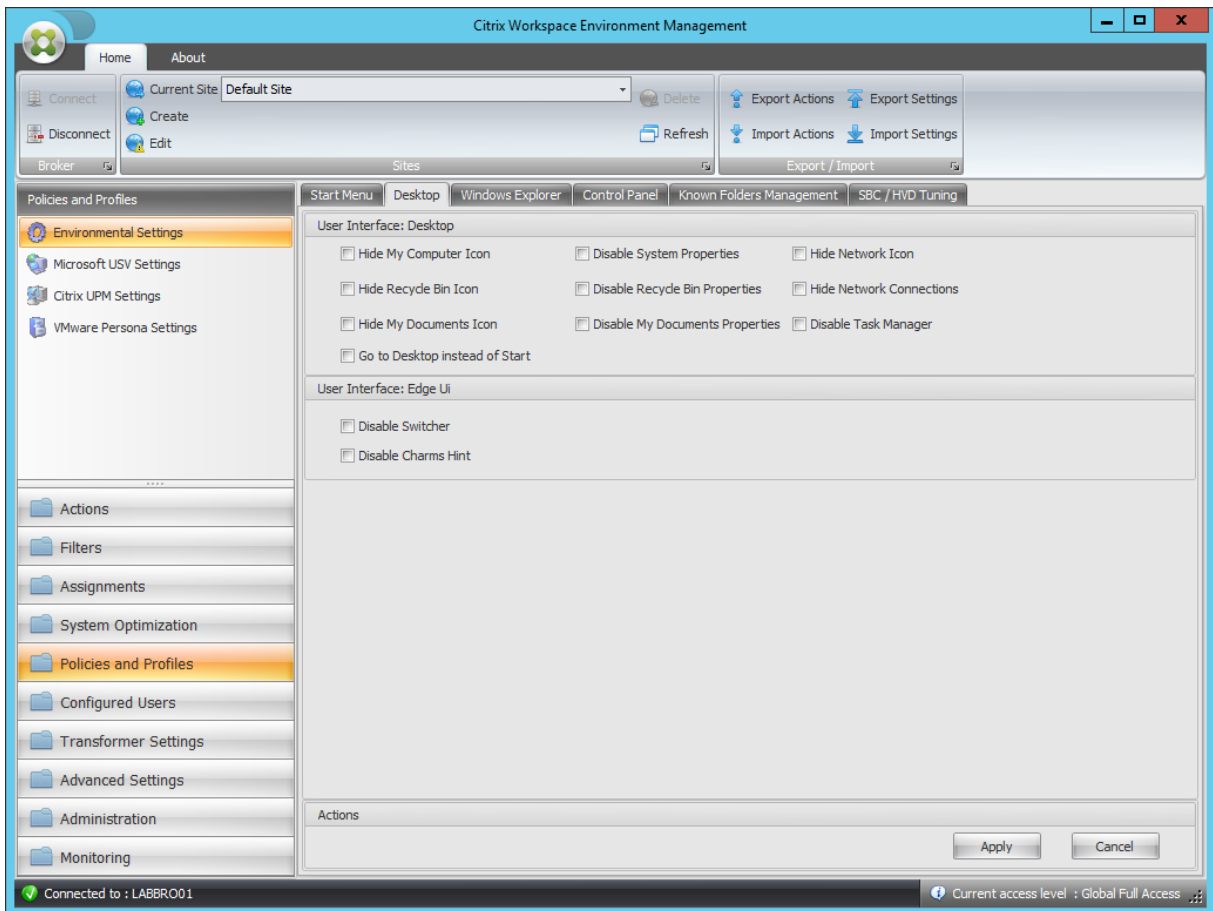 Citrix Workspace Environment Management
Home About
Connect
Disconnect
Broker
Current Site Default Site
Create
Edit
Delete
Refresh
Sites
Export Actions Export Settings
Import Actions Import Settings
Export / Import
Policies and Profiles
Environmental Settings
Microsoft USV Settings
Citrix UPM Settings
VMware Persona Settings
Actions
Filters
Assignments
System Optimization
Policies and Profiles
Configured Users
Transformer Settings
Advanced Settings
Administration
Monitoring
Start Menu Desktop Windows Explorer Control Panel Known Folders Management SBC / HVD Tuning
User Interface: Desktop
Hide My Computer Icon Disable System Properties Hide Network Icon
Hide Recycle Bin Icon Disable Recycle Bin Properties Hide Network Connections
Hide My Documents Icon Disable My Documents Properties Disable Task Manager
Go to Desktop instead of Start
User Interface: Edge Ui
Disable Switcher
Disable Charms Hint
Actions
Apply Cancel
Connected to : LABBRO01
Current access level : Global Full Access